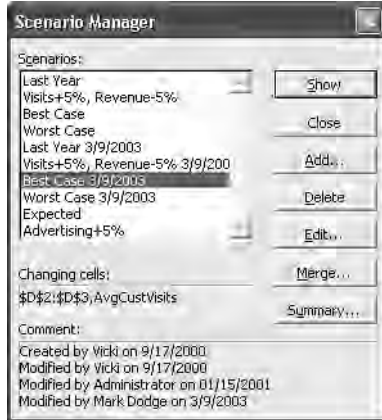 Scenario Manager
Scenarios:
Last Year
Visits+5%, Revenue-5%
Best Case
Worst Case
Last Year 3/9/2003
Visits+5%, Revenue-5% 3/9/200
Best Case 3/9/2003
Worst Case 3/9/2003
Expected
Advertising+5%
Show
Close
Add...
Delete
Edit...
Merge...
Summary...
Changing cells:
$D$2:$D$3,AvgCustVisits
Comment:
Created by Vicki on 9/17/2000
Modified by Vicki on 9/17/2000
Modified by Administrator on 01/15/2001
Modified by Mark Dodge on 3/9/2003